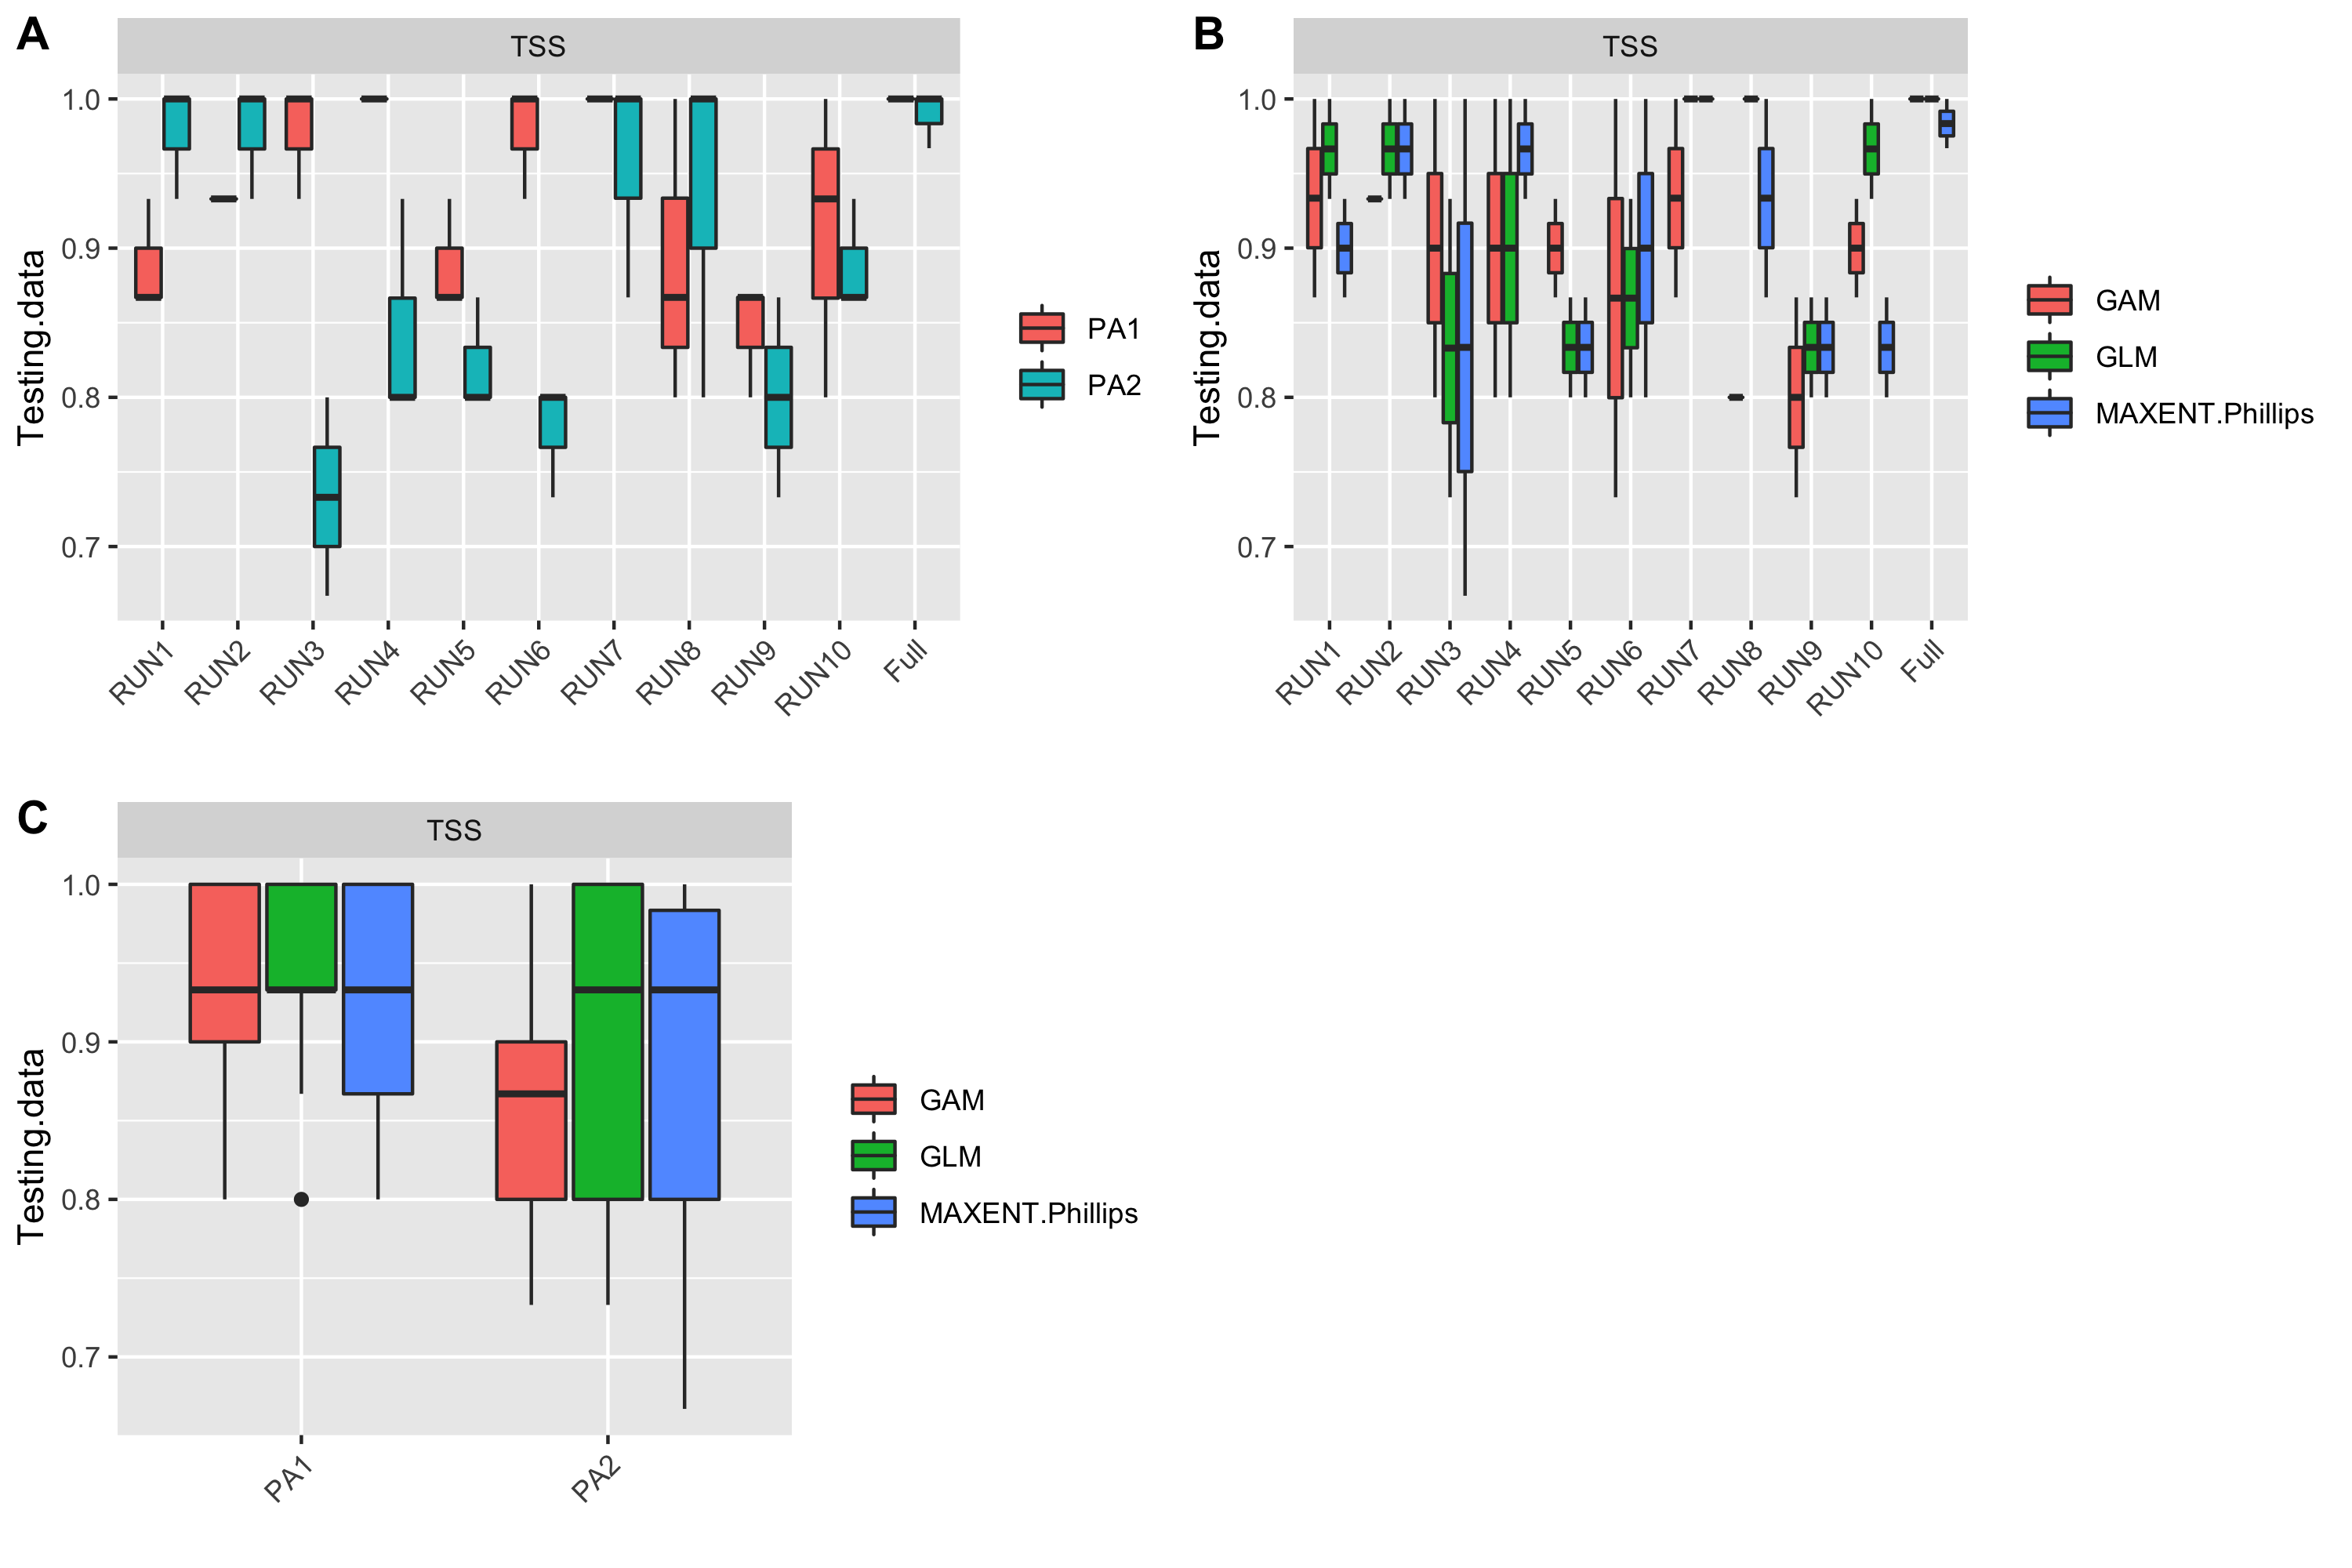 A
TSS
1.0
0.9
0.8
0.7
Testing.data
RUN1
RUN2
RUN3
RUN4
RUN5
RUN6
RUN7
RUN8
RUN9
RUN10
Full
PA1
PA2
B
TSS
1.0
0.9
0.8
0.7
Testing.data
RUN1
RUN2
RUN3
RUN4
RUN5
RUN6
RUN7
RUN8
RUN9
RUN10
Full
GAM
GLM
MAXENT.Phillips
C
TSS
1.0
0.9
0.8
0.7
Testing.data
PA1
PA2
GAM
GLM
MAXENT.Phillips